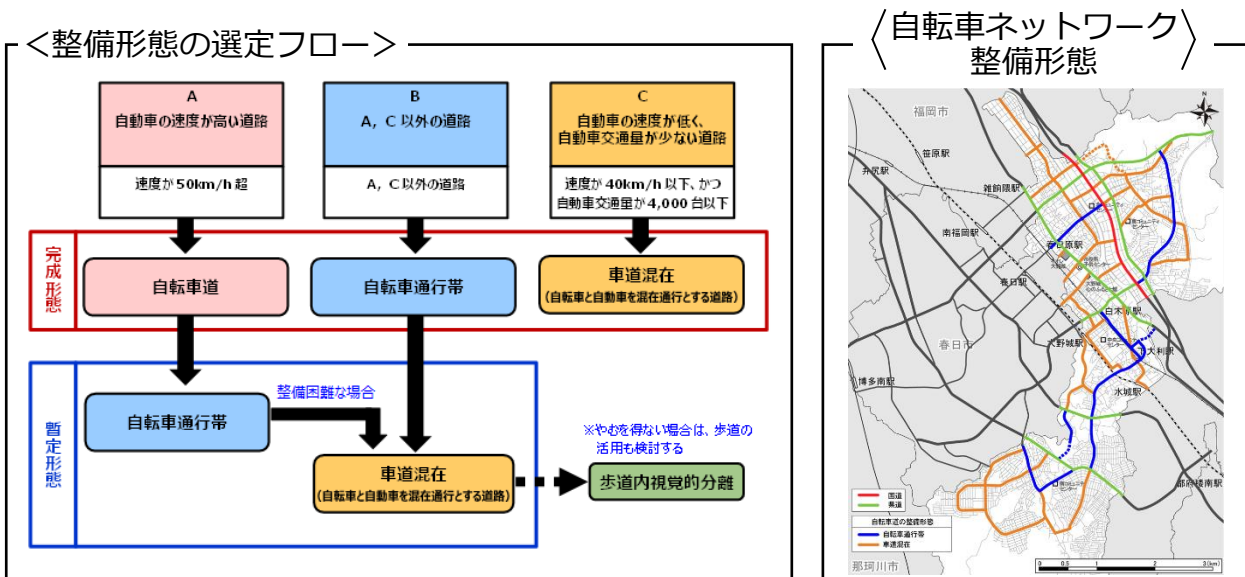 ＜整備形態の選定フロー＞
A
自動車の速度が高い道路
速度が50km/h 超
B
A, C 以外の道路
A, C 以外の道路
C
自動車の速度が低く、
自動車交通量が少ない道路
速度が 40km/h 以下、かつ
自動車交通量が4,000 台以下
完成形態
自転車道
自転車通行帯
車道混在
(自転車と自動車を混在通行とする道路)
暫定形態
自転車通行帯
整備困難な場合
車道混在
(自転車と自動車を混在通行とする道路)
※やむを得ない場合は、歩道の
活用も検討する
歩道内視覚的分離
〈自転車ネットワーク
整備形態〉
N
福岡市
笹原駅
井尻駅
雑餉隈駅
南福岡駅
春日原駅
春日駅
白木原駅
大野城駅
春日市
下大利駅
博多南駅
水城駅
都府楼南駅
那珂川市
国道
県道
自転車道の整備形態
自転車通行帯
車道混在
0 0.5 1 2 3(km)